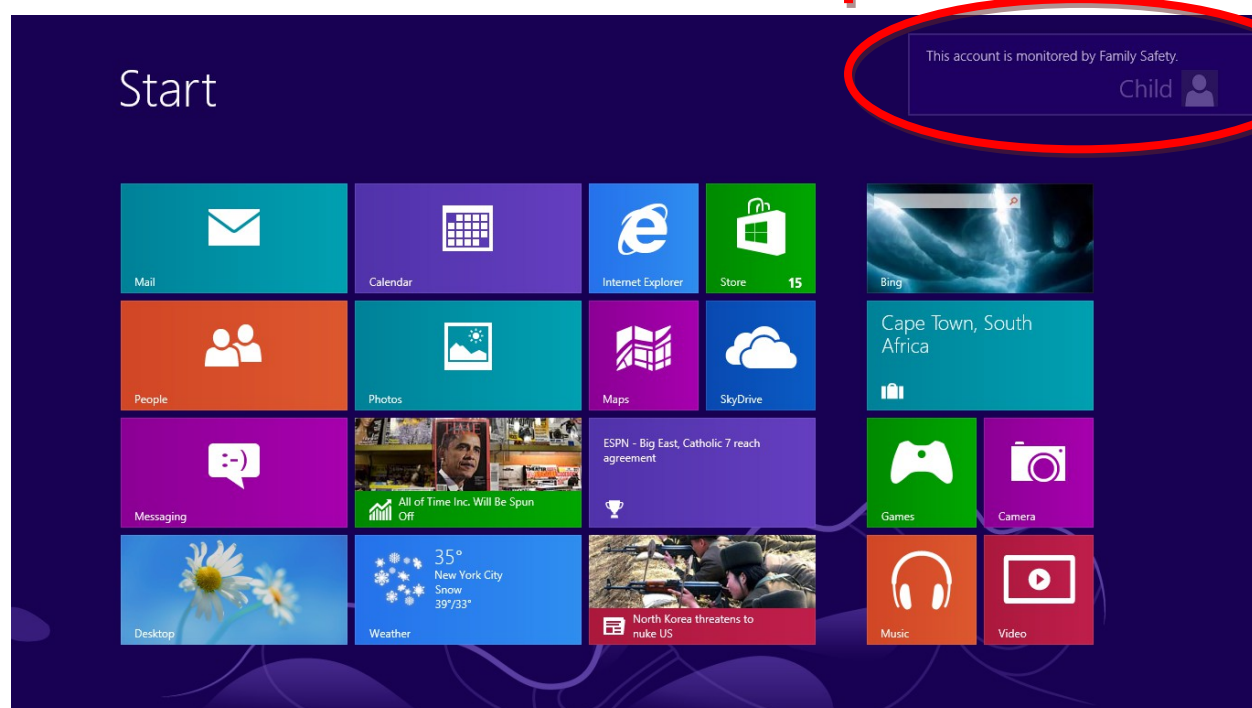 This account is monitored by Family Safety.
Start
Child
Mail
Calendar
Internet Explorer
Store
15
Bing
People
Photos
Maps
SkyDrive
Cape Town, South
Africa
:-)
Messaging
TIME
All of Time Inc. Will Be Spun
Off
ESPN - Big East, Catholic 7 reach
agreement
Games
Camera
Desktop
35°
New York City
Snow
39°/33°
Weather
North Korea threatens to
nuke US
Music
Video